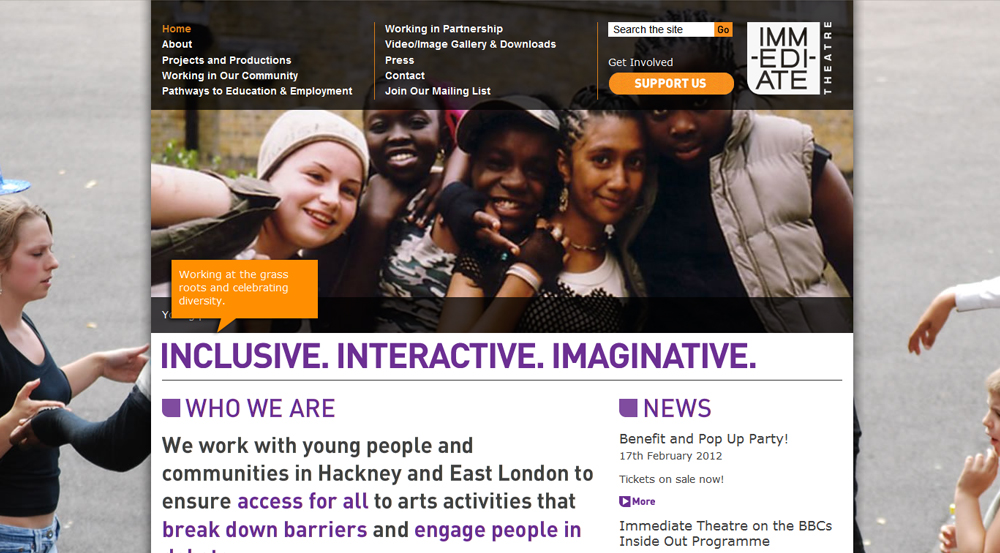 Home
About
Projects and Productions
Working in Our Community
Pathways to Education & Employment
Working in Partnership
Video/Image Gallery & Downloads
Press
Contact
Join Our Mailing List
Search the site
Go
Get Involved
SUPPORT US
IMM
-EDI-
ATE
THEATRE
Working at the grass
roots and celebrating
diversity.
INCLUSIVE. INTERACTIVE. IMAGINATIVE.
WHO WE ARE
We work with young people and
communities in Hackney and East London to
ensure access for all to arts activities that
break down barriers and engage people in
NEWS
Benefit and Pop Up Party!
17th February 2012
Tickets on sale now!
More
Immediate Theatre on the BBCs
Inside Out Programme